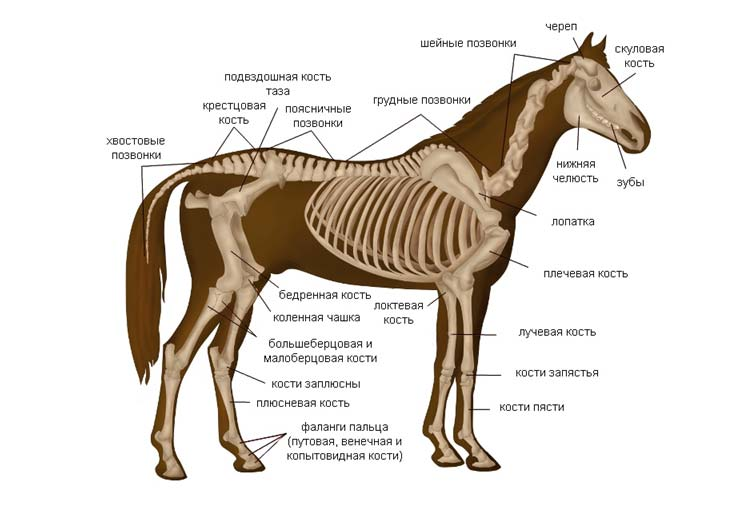 череп
шейные позвонки
скуловая
кость
подвздошная кость
таза
крестцовая
кость
поясничные
позвонки
грудные позвонки
хвостовые
позвонки
нижняя
челюсть
зубы
лопатка
плечевая кость
бедренная кость
локтевая
кость
коленная чашка
лучевая кость
большеберцовая и
малоберцовая кости
кости запястья
кости заплюсны
плюсневая кость
кости пясти
фаланги пальца
(путовая, венечная и
копытовидная кости)